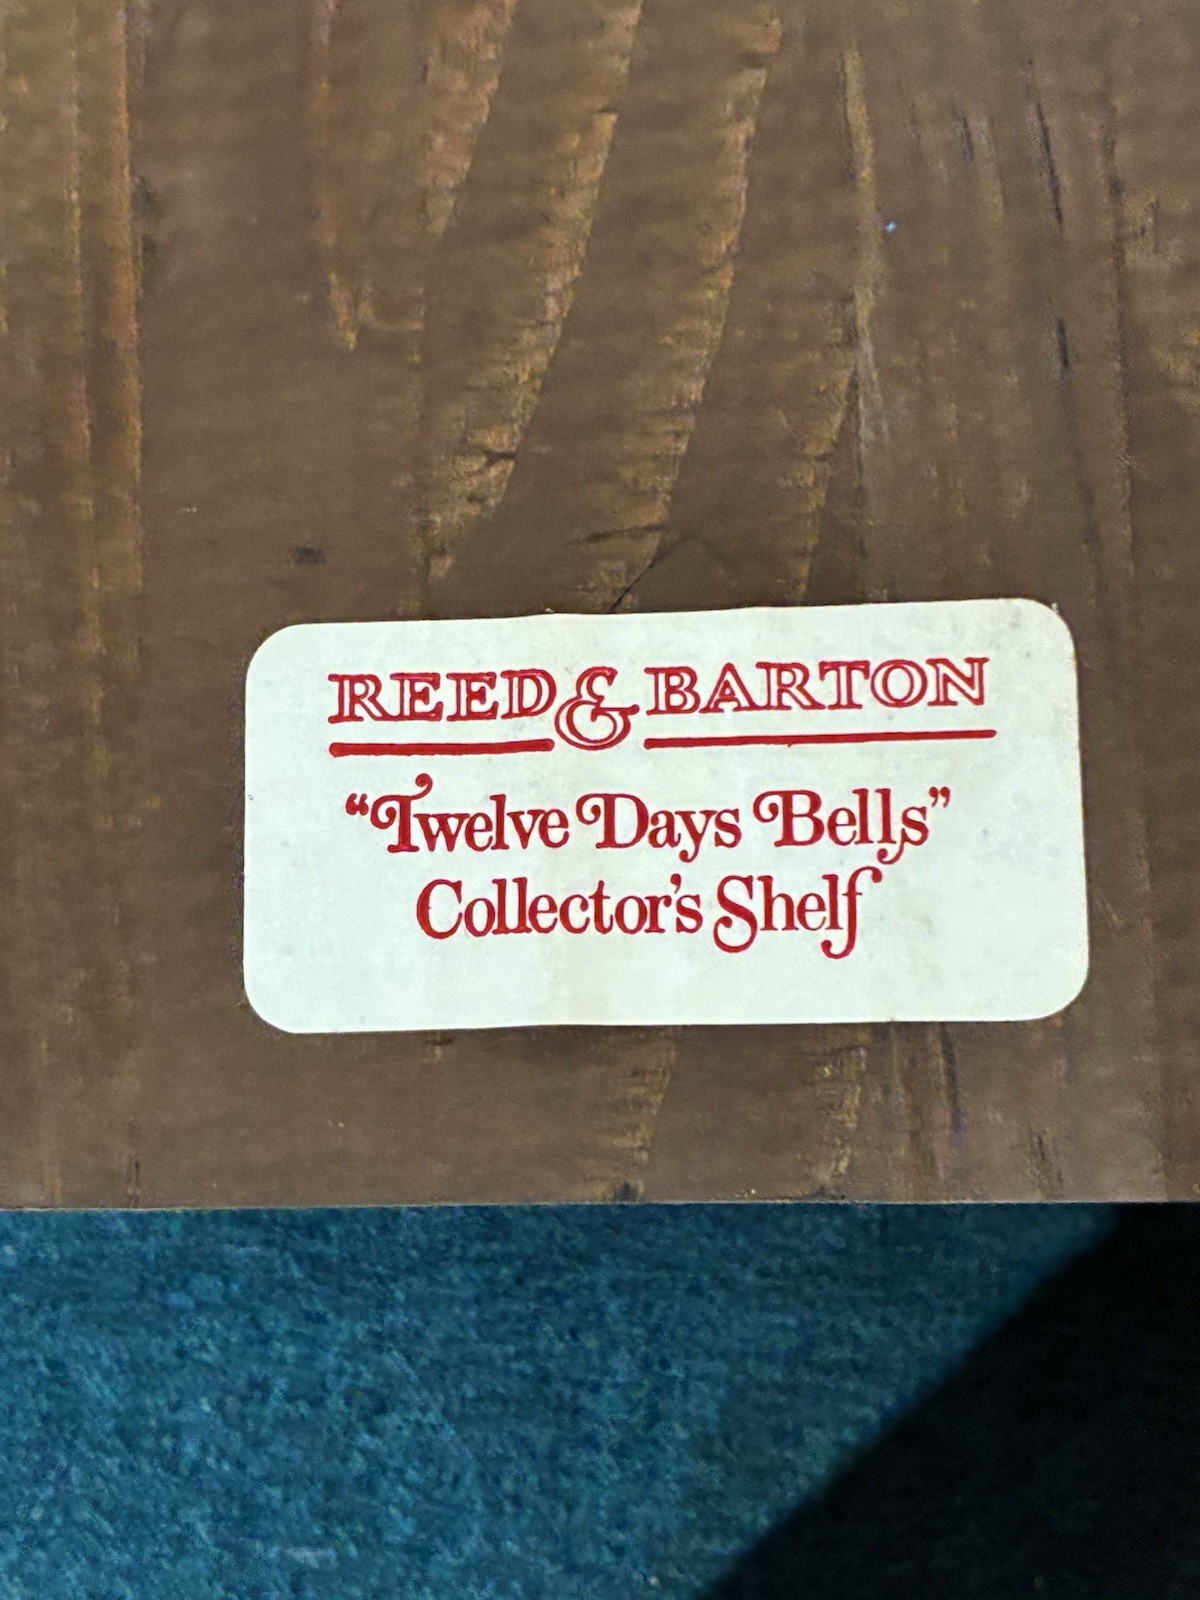 REED & BARTON
“Twelve Days Bells”
Collector's Shelf